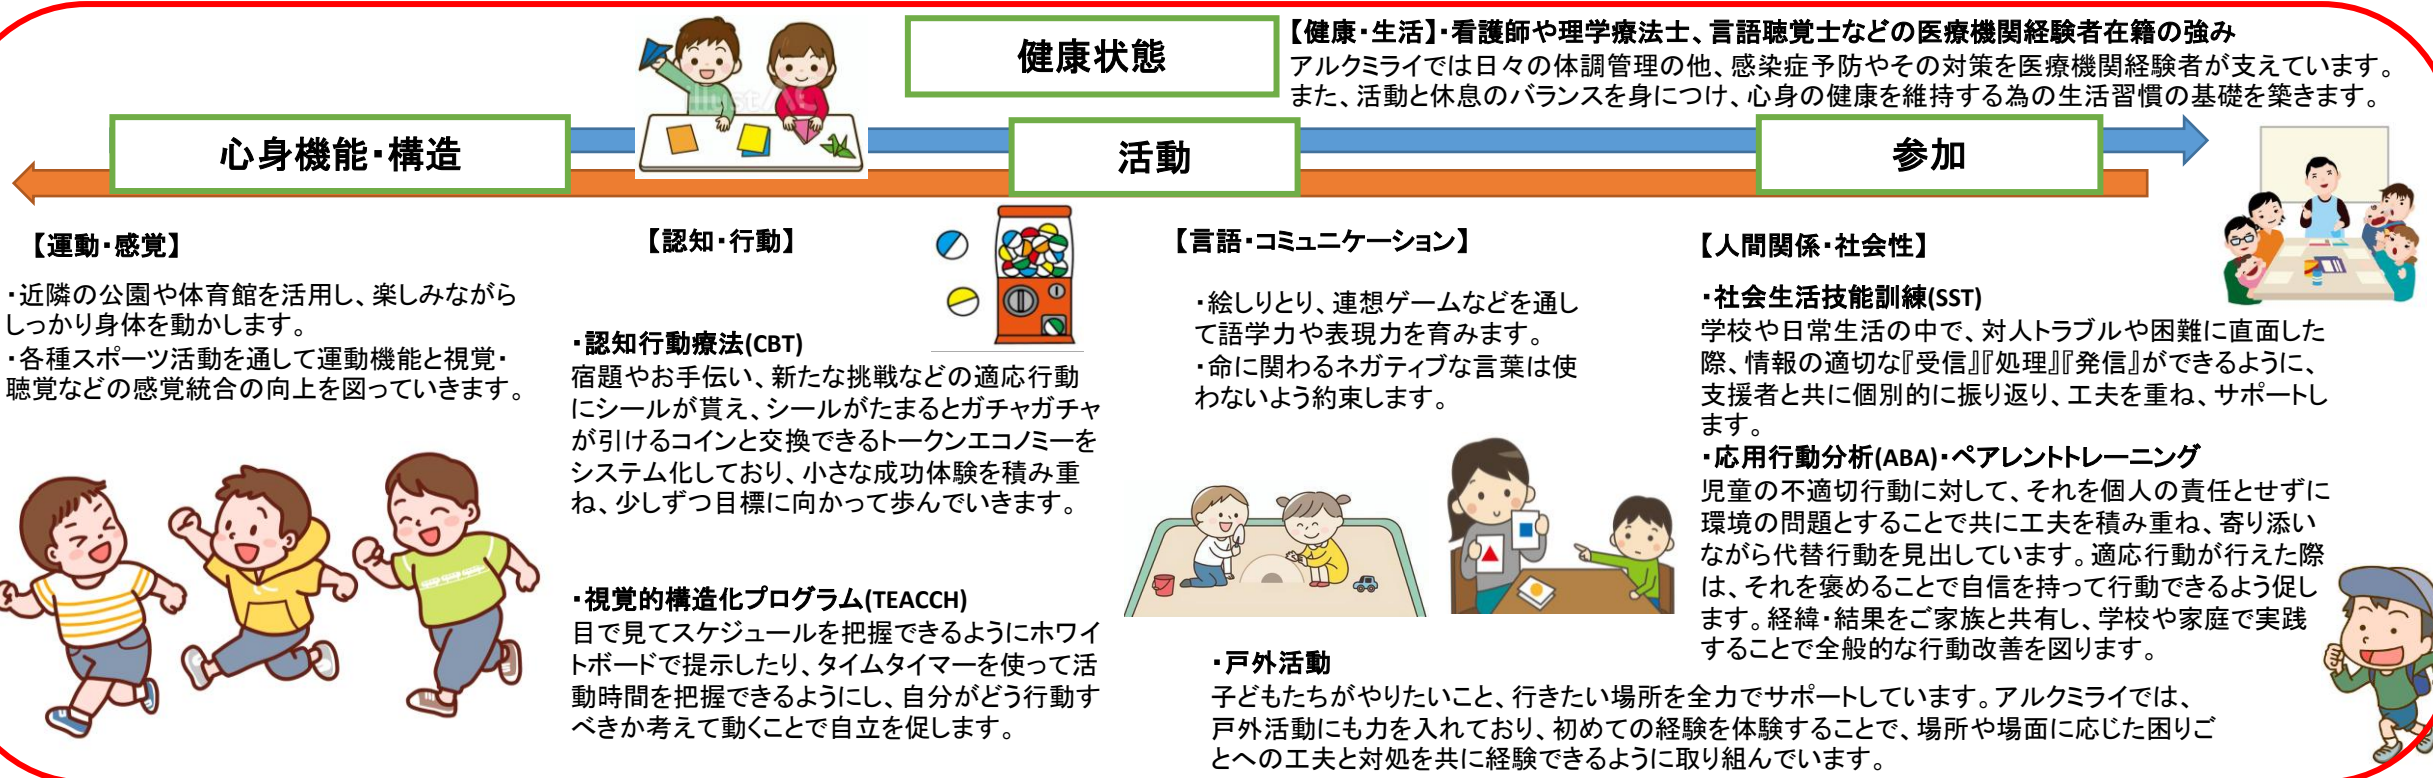 健康状態
【健康・生活】・看護師や理学療法士、言語聴覚士などの医療機関経験者在籍の強み
アルクミライでは日々の体調管理の他、感染症予防やその対策を医療機関経験者が支えています。
また、活動と休息のバランスを身につけ、心身の健康を維持する為の生活習慣の基礎を築きます。
心身機能・構造
活動
参加
【運動・感覚】
・近隣の公園や体育館を活用し、楽しみながら
しっかり身体を動かします。
・各種スポーツ活動を通して運動機能と視覚・
聴覚などの感覚統合の向上を図っていきます。
【認知・行動】
・認知行動療法(CBT)
宿題やお手伝い、新たな挑戦などの適応行動
にシールが貰え、シールがたまるとガチャガチャ
が引けるコインと交換できるトークンエコノミーを
システム化しており、小さな成功体験を積み重
ね、少しずつ目標に向かって歩んでいきます。
・視覚的構造化プログラム(TEACCH)
目で見てスケジュールを把握できるようにホワイ
トボードで提示したり、タイムタイマーを使って活
動時間を把握できるようにし、自分がどう行動す
べきか考えて動くことで自立を促します。
【言語・コミュニケーション】
・絵しりとり、連想ゲームなどを通し
て語学力や表現力を育みます。
・命に関わるネガティブな言葉は使
わないよう約束します。
【人間関係・社会性】
・社会生活技能訓練(SST)
学校や日常生活の中で、対人トラブルや困難に直面した
際、情報の適切な『受信』『処理』『発信』ができるように、
支援者と共に個別的に振り返り、工夫を重ね、サポートし
ます。
・応用行動分析(ABA)・ペアレントトレーニング
児童の不適切行動に対して、それを個人の責任とせずに
環境の問題とすることで共に工夫を積み重ね、寄り添い
ながら代替行動を見出しています。適応行動が行えた際
は、それを褒めることで自信を持って行動できるよう促し
ます。経緯・結果をご家族と共有し、学校や家庭で実践
することで全般的な行動改善を図ります。
・戸外活動
子どもたちがやりたいこと、行きたい場所を全力でサポートしています。アルクミライでは、
戸外活動にも力を入れており、初めての経験を体験することで、場所や場面に応じた困りご
とへの工夫と対処を共に経験できるように取り組んでいます。